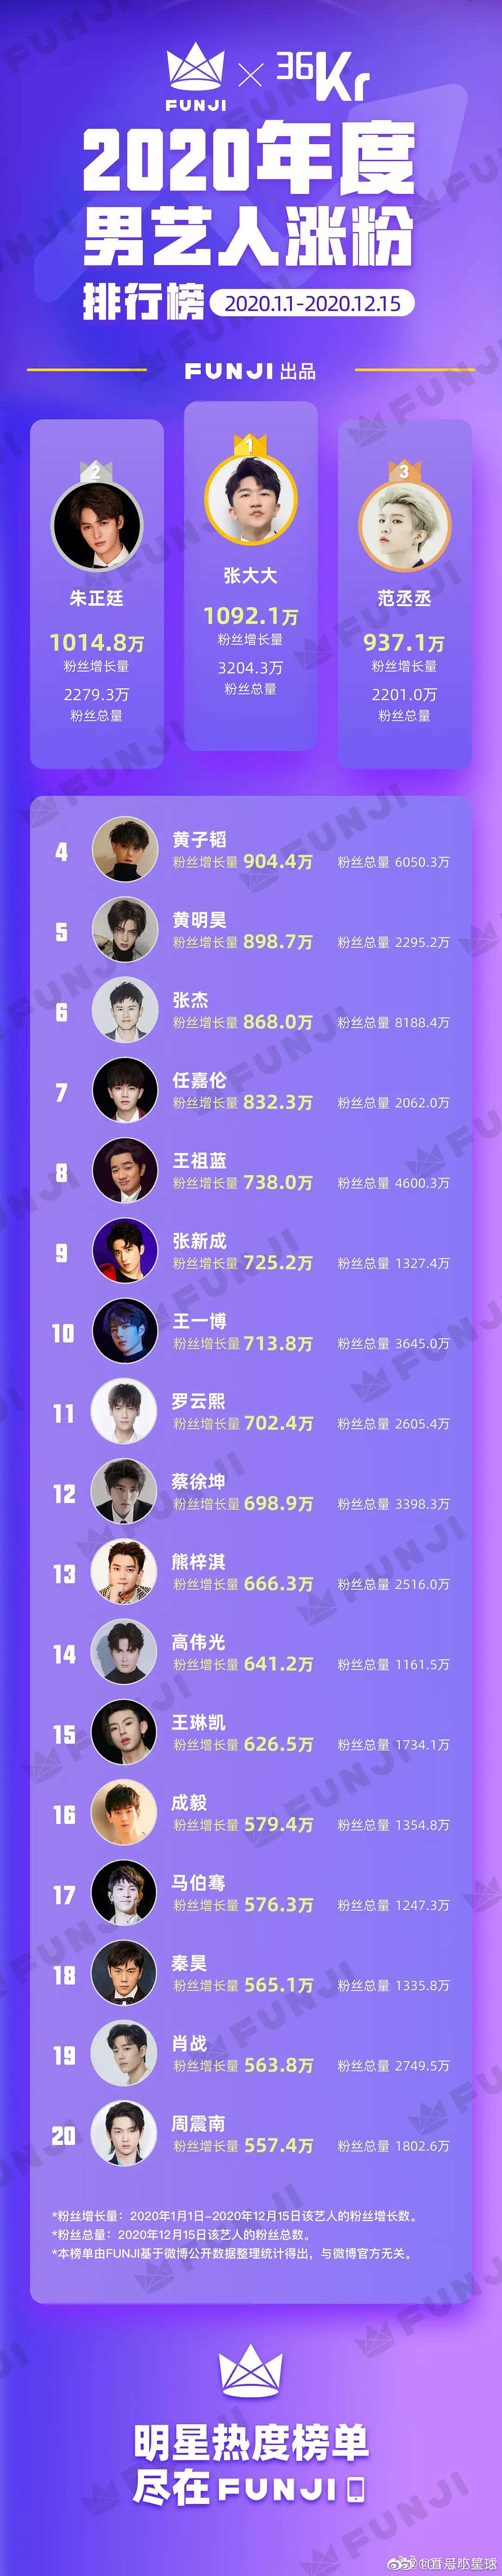 FUNJI × 36Kr
2020年度
男艺人涨粉
排行榜 2020.1.1-2020.12.15
FUNJI 出品
1
张大大
1092.1万
粉丝增长量
3204.3万
粉丝总量
2
朱正廷
1014.8万
粉丝增长量
2279.3万
粉丝总量
3
范丞丞
937.1万
粉丝增长量
2201.0万
粉丝总量
4
黄子韬
粉丝增长量 904.4万 粉丝总量 6050.3万
5
黄明昊
粉丝增长量 898.7万 粉丝总量 2295.2万
6
张杰
粉丝增长量 868.0万 粉丝总量 8188.4万
7
任嘉伦
粉丝增长量 832.3万 粉丝总量 2062.0万
8
王祖蓝
粉丝增长量 738.0万 粉丝总量 4600.3万
9
张新成
粉丝增长量 725.2万 粉丝总量 1327.4万
10
王一博
粉丝增长量 713.8万 粉丝总量 3645.0万
11
罗云熙
粉丝增长量 702.4万 粉丝总量 2605.4万
12
蔡徐坤
粉丝增长量 698.9万 粉丝总量 3398.3万
13
熊梓淇
粉丝增长量 666.3万 粉丝总量 2516.0万
14
高伟光
粉丝增长量 641.2万 粉丝总量 1161.5万
15
王琳凯
粉丝增长量 626.5万 粉丝总量 1734.1万
16
成毅
粉丝增长量 579.4万 粉丝总量 1354.8万
17
马伯骞
粉丝增长量 576.3万 粉丝总量 1247.3万
18
秦昊
粉丝增长量 565.1万 粉丝总量 1335.8万
19
肖战
粉丝增长量 563.8万 粉丝总量 2749.5万
20
周震南
粉丝增长量 557.4万 粉丝总量 1802.6万
*粉丝增长量：2020年1月1日-2020年12月15日该艺人的粉丝增长数。
*粉丝总量：2020年12月15日该艺人的粉丝总数。
*本榜单由FUNJI基于微博公开数据整理统计得出，与微博官方无关。
明星热度榜单
尽在FUNJI